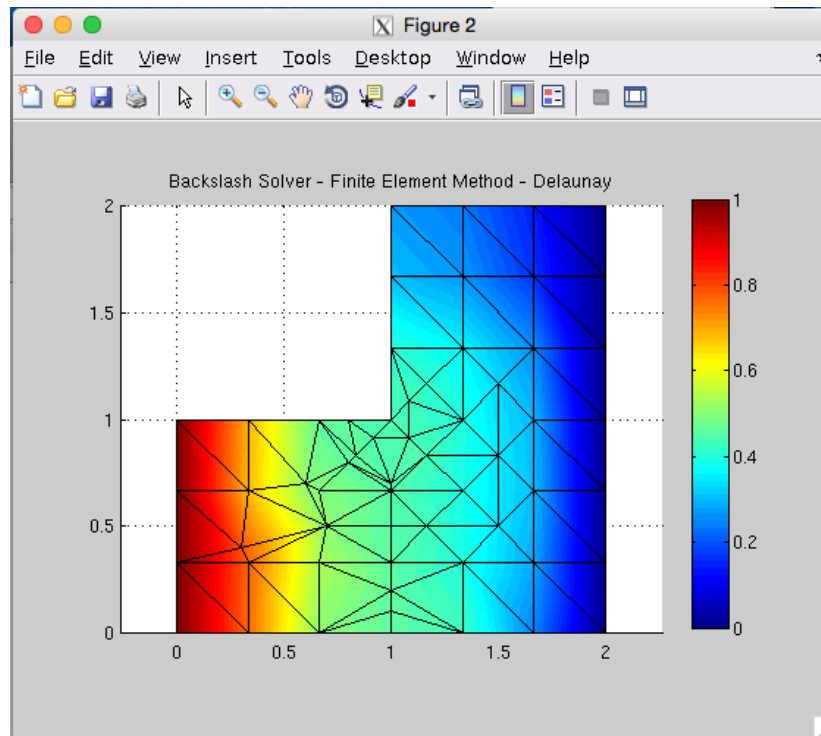 Figure 2
File Edit View Insert Tools Desktop Window Help
Backslash Solver - Finite Element Method - Delaunay
2
1.5
1
0.5
0
0 0.5 1 1.5 2
1
0.8
0.6
0.4
0.2
0